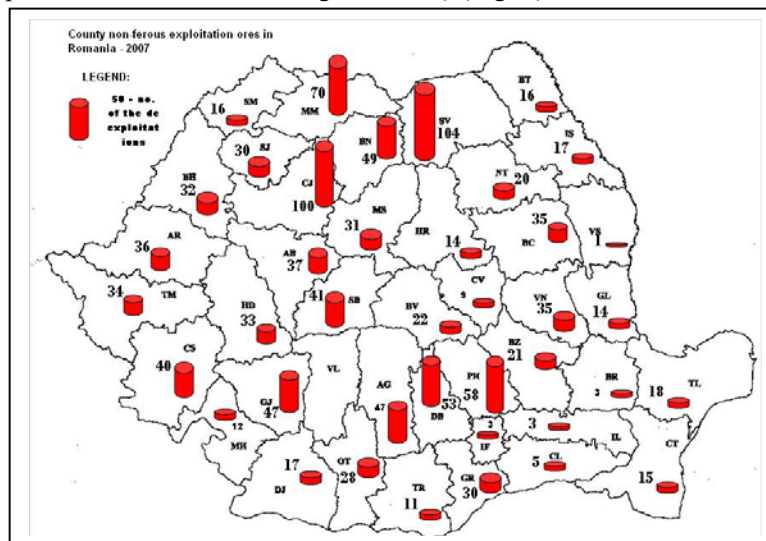 County non-ferous exploitation ores in
Romania - 2007
LEGEND:
50 - no.
of the de
exploitat
ions
16 SM
70
MM
BT
16
SV
104
IS
17
30 SJ
BN
49
BH
32
CJ
100
NT 20
MS
31
HR
14
35
BC
VS
1
AR
36
AB
37
34 TM
HD
33
41 SB
BV
22
CV
9
VN
35
GL
14
CS
40
GJ
47
VL
AG
47
53
DB
PH
58
BZ
21
BR
3
18 TL
12
MH
3
IF
3
IL
CT
15
17
DJ
OT
28
TR
11
GR
30
CL
5